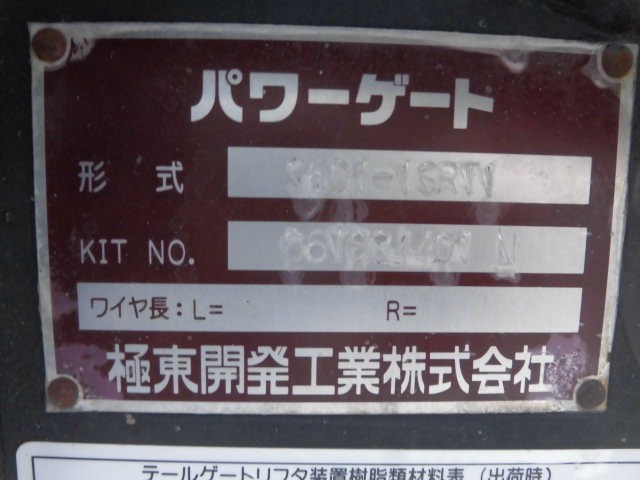 パワーゲート
形 式
KIT NO.
ワイヤ長:L= R=
極東開発工業株式会社
テールゲートリフタ装置樹脂類材料表(出荷時)